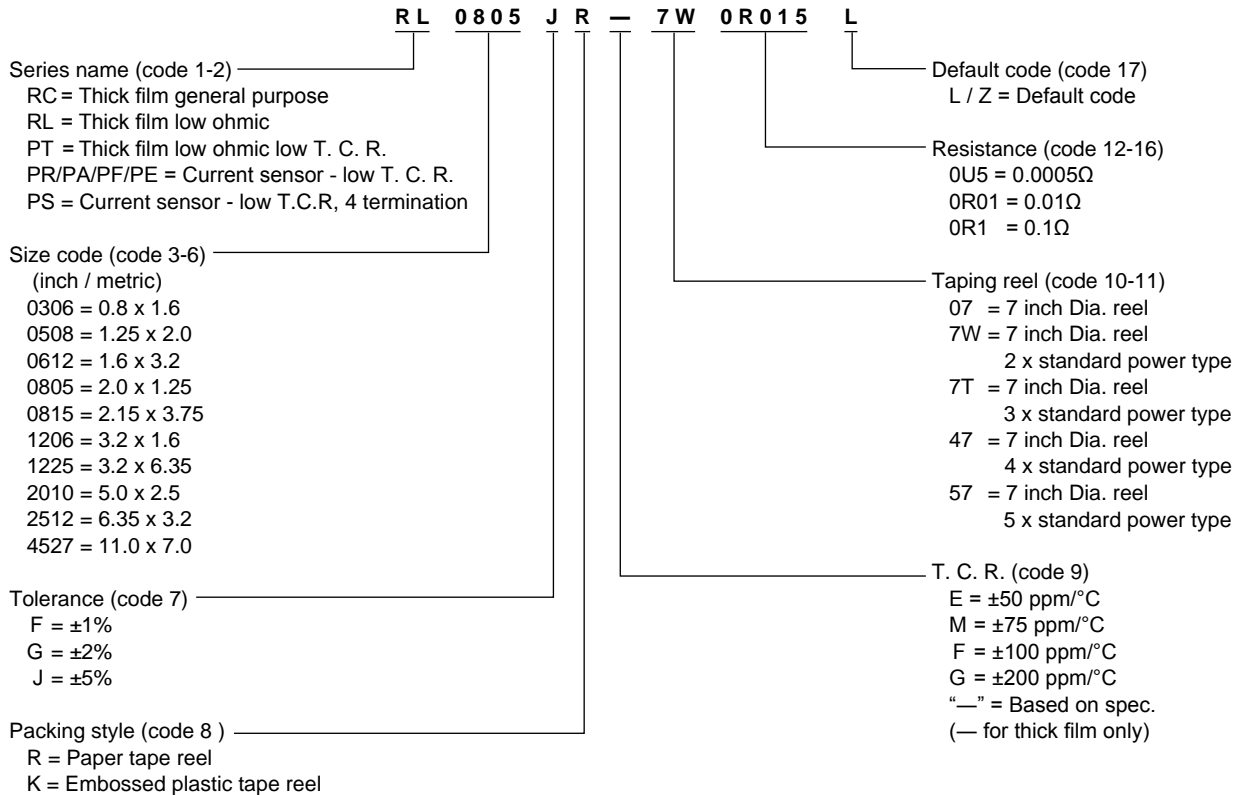 RL 0805 J R — 7W 0R015 L
Series name (code 1-2)
RC = Thick film general purpose
RL = Thick film low ohmic
PT = Thick film low ohmic low T. C. R.
PR/PA/PF/PE = Current sensor - low T. C. R.
PS = Current sensor - low T.C.R, 4 termination
Size code (code 3-6)
(inch / metric)
0306 = 0.8 x 1.6
0508 = 1.25 x 2.0
0612 = 1.6 x 3.2
0805 = 2.0 x 1.25
0815 = 2.15 x 3.75
1206 = 3.2 x 1.6
1225 = 3.2 x 6.35
2010 = 5.0 x 2.5
2512 = 6.35 x 3.2
4527 = 11.0 x 7.0
Tolerance (code 7)
F = ±1%
G = ±2%
J = ±5%
Packing style (code 8 )
R = Paper tape reel
K = Embossed plastic tape reel
Default code (code 17)
L / Z = Default code
Resistance (code 12-16)
0U5 = 0.0005Ω
0R01 = 0.01Ω
0R1 = 0.1Ω
Taping reel (code 10-11)
07 = 7 inch Dia. reel
7W = 7 inch Dia. reel
2 x standard power type
7T = 7 inch Dia. reel
3 x standard power type
47 = 7 inch Dia. reel
4 x standard power type
57 = 7 inch Dia. reel
5 x standard power type
T. C. R. (code 9)
E = ±50 ppm/°C
M = ±75 ppm/°C
F = ±100 ppm/°C
G = ±200 ppm/°C
“—” = Based on spec.
(— for thick film only)